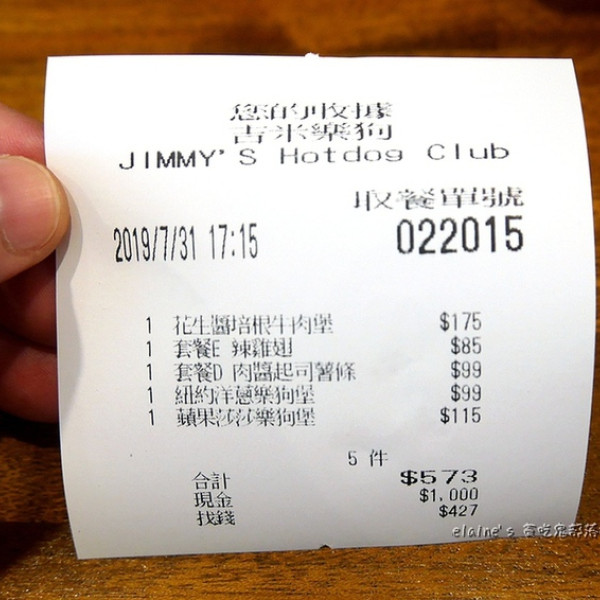 您的收據
吉米樂狗
JIMMY'S Hotdog Club
取餐單號
2019/7/31 17:15 022015
1 花生醬培根牛肉堡 $175
1 套餐E 辣雞翅 $85
1 套餐D 肉醬起司薯條 $99
1 紐約洋蔥樂狗堡 $99
1 蘋果莎莎樂狗堡 $115
5 件
合計 $573
現金 $1,000
找錢 $427
elaine's